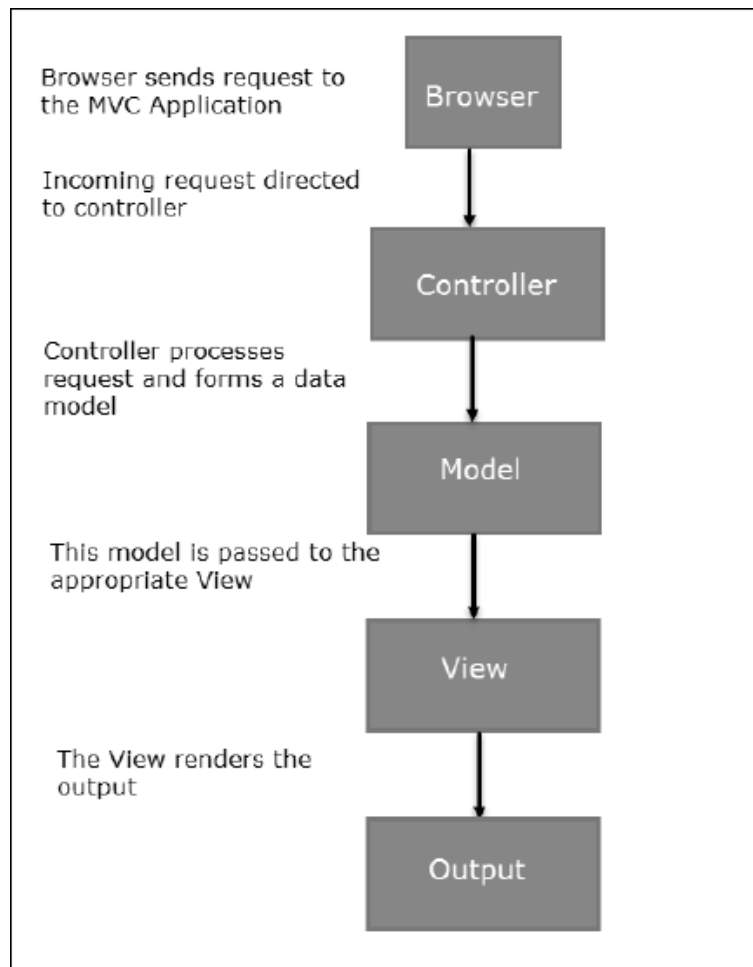 Browser sends request to
the MVC Application
Browser
Incoming request directed
to controller
Controller
Controller processes
request and forms a data
model
Model
This model is passed to the
appropriate View
View
The View renders the
output
Output